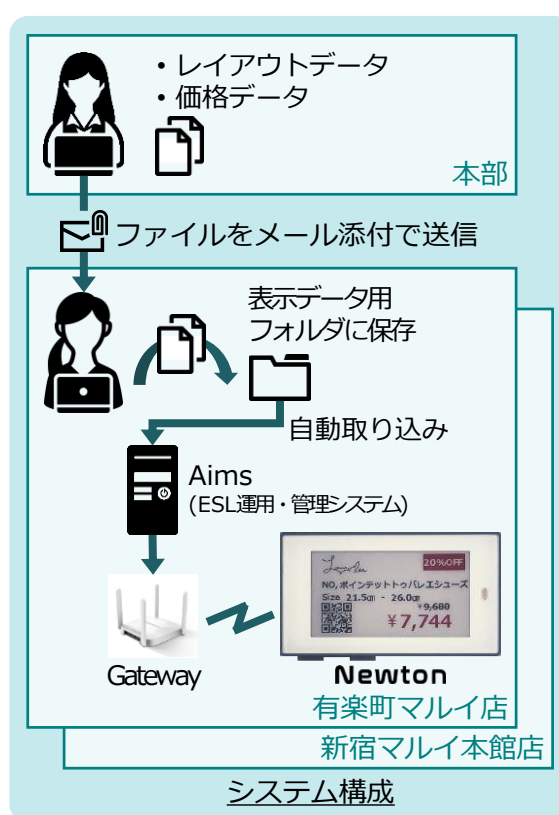 ・レイアウトデータ
・価格データ
本部
ファイルをメール添付で送信
表示データ用
フォルダに保存
自動取り込み
Aims
(ESL運用・管理システム)
20%OFF
NO,ポインテットトゥバレエシューズ
Size 21.5cm - 26.0cm
¥9,680
¥7,744
Gateway
Newton
有楽町マルイ店
新宿マルイ本館店
システム構成